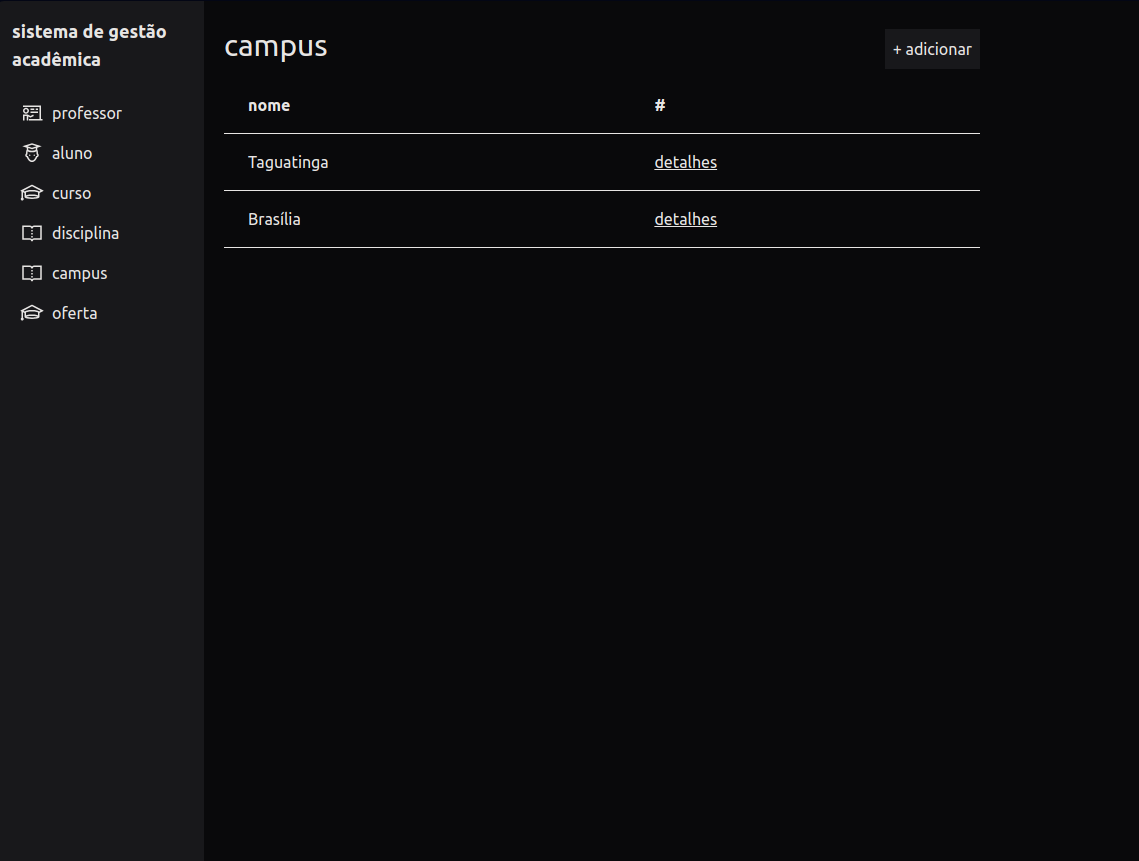 sistema de gestão
acadêmica
professor
aluno
curso
disciplina
campus
oferta
campus
+ adicionar
nome #
Taguatinga detalhes
Brasília detalhes